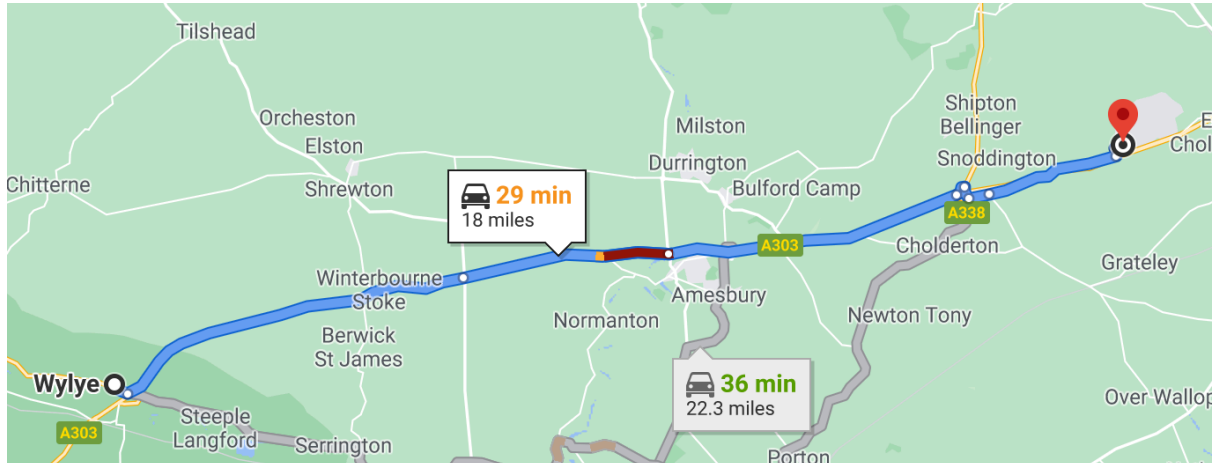 Tilshead
Orcheston
Elston
Shrewton
Chitterne
Milston
Durrington
Bulford Camp
Shipton
Bellinger
Snoddington
E
Chol
29 min
18 miles
A303
A338
Cholderton
Grateley
Winterbourne
Stoke
Amesbury
Normanton
Newton Tony
Berwick
St James
Wylye
36 min
22.3 miles
Over Wallop
Steeple
Langford
A303
Serrington
Porton